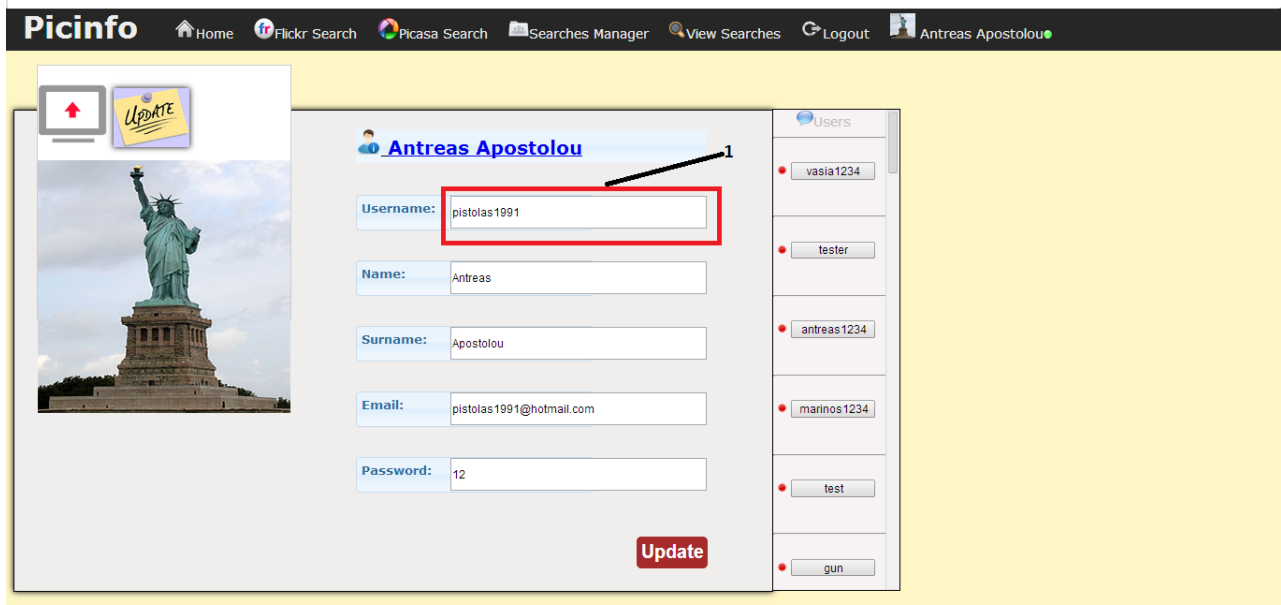 Picinfo Home Flickr Search Picasa Search Searches Manager View Searches Logout Antreas Apostolou
fr
UPDATE
Antreas Apostolou
1
Username: pistolas1991
Name: Antreas
Surname: Apostolou
Email: pistolas1991@hotmail.com
Password: 12
Update
Users
vasia1234
tester
antreas1234
marinos1234
test
gun